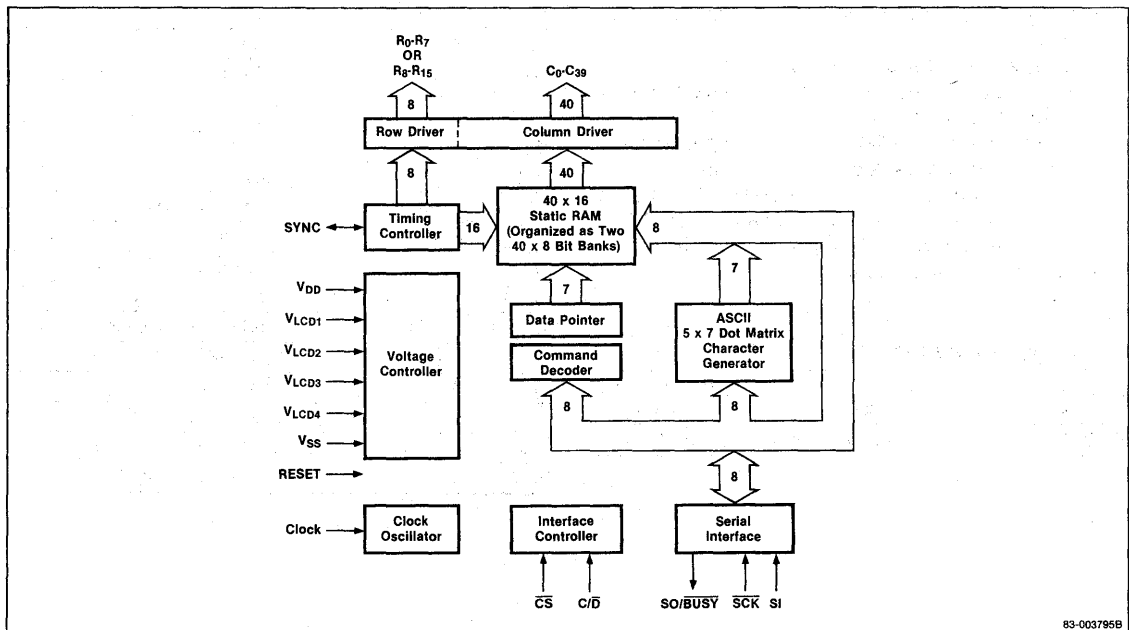 R0-R7
OR
R8-R15
C0-C39
8
40
Row Driver
Column Driver
8
40
SYNC
Timing
Controller
16
40 x 16
Static RAM
(Organized as Two
40 x 8 Bit Banks)
8
7
7
VDD
VLCD1
VLCD2
VLCD3
VLCD4
VSS
Voltage
Controller
Data Pointer
Command
Decoder
ASCII
5 x 7 Dot Matrix
Character
Generator
8
8
RESET
8
Clock
Clock
Oscillator
Interface
Controller
Serial
Interface
C̅S̅
C/D̅
SO/B̅U̅S̅Y̅
S̅C̅K̅
SI
83-003795B